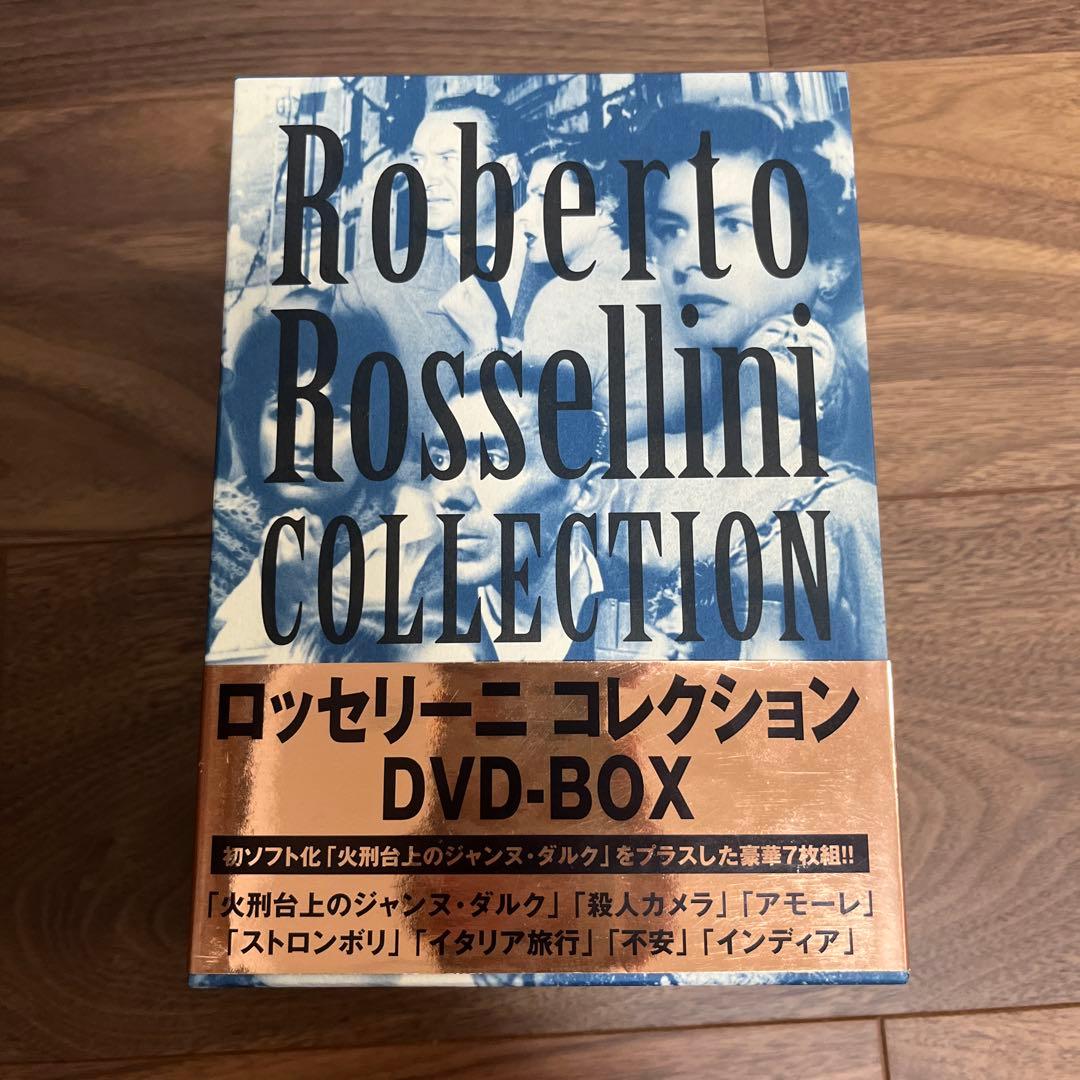 Roberto
Rossellini
COLLECTION
ロッセリーニ コレクション
DVD-BOX
初ソフト化「火刑台上のジャンヌ・ダルク」をプラスした豪華7枚組!!
「火刑台上のジャンヌ・ダルク」「殺人カメラ」「アモーレ」
「ストロンボリ」「イタリア旅行」「不安」「インディア」